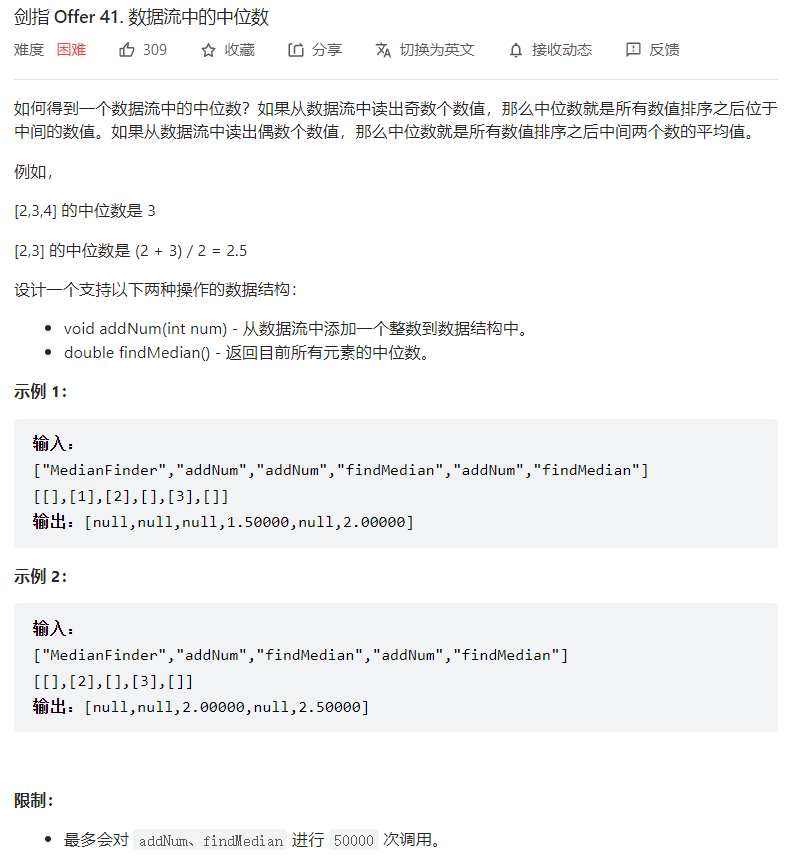 剑指 Offer 41. 数据流中的中位数
难度 困难 309 收藏 分享 切换为英文 接收动态 反馈
如何得到一个数据流中的中位数？如果从数据流中读出奇数个数值，那么中位数就是所有数值排序之后位于
中间的数值。如果从数据流中读出偶数个数值，那么中位数就是所有数值排序之后中间两个数的平均值。
例如，
[2,3,4] 的中位数是 3
[2,3] 的中位数是 (2 + 3) / 2 = 2.5
设计一个支持以下两种操作的数据结构：
• void addNum(int num) - 从数据流中添加一个整数到数据结构中。
• double findMedian() - 返回目前所有元素的中位数。
示例 1：
输入：
["MedianFinder","addNum","addNum","findMedian","addNum","findMedian"]
[[],[1],[2],[],[3],[]]
输出：[null,null,null,1.50000,null,2.00000]
示例 2：
输入：
["MedianFinder","addNum","findMedian","addNum","findMedian"]
[[],[2],[],[3],[]]
输出：[null,null,2.00000,null,2.50000]
限制：
• 最多会对 addNum、findMedian 进行 50000 次调用。